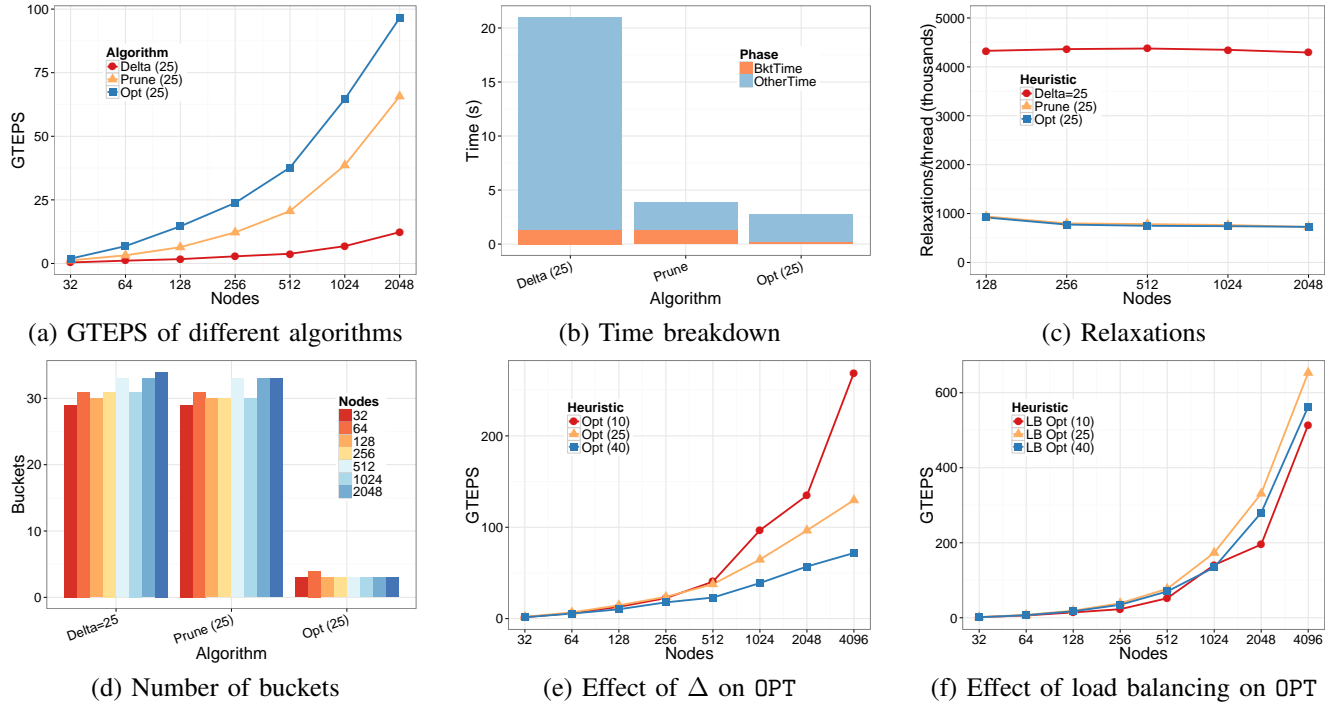 100
75
50
25
0
GTEPS
Algorithm
Delta (25)
Prune (25)
Opt (25)
32 64 128 256 512 1024 2048
Nodes
(a) GTEPS of different algorithms
20
15
10
5
0
Time (s)
Phase
BktTime
OtherTime
Delta (25) Prune Opt (25)
Algorithm
(b) Time breakdown
5000
4000
3000
2000
1000
0
Relaxations/thread (thousands)
Heuristic
Delta=25
Prune (25)
Opt (25)
128 256 512 1024 2048
Nodes
(c) Relaxations
30
20
10
0
Buckets
Nodes
32
64
128
256
512
1024
2048
Delta=25 Prune (25) Opt (25)
Algorithm
(d) Number of buckets
200
100
0
GTEPS
Heuristic
Opt (10)
Opt (25)
Opt (40)
32 64 128 256 512 1024 2048 4096
Nodes
(e) Effect of Δ on OPT
600
400
200
0
GTEPS
Heuristic
LB Opt (10)
LB Opt (25)
LB Opt (40)
32 64 128 256 512 1024 2048 4096
Nodes
(f) Effect of load balancing on OPT